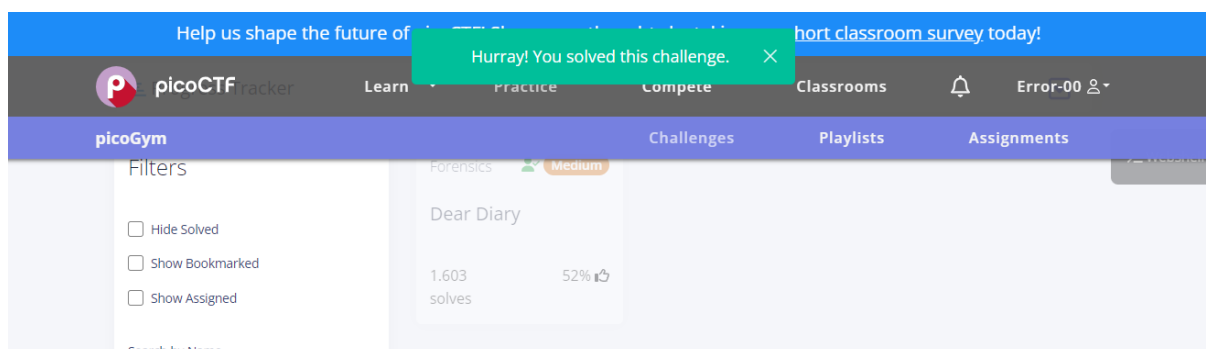 Help us shape the future of
hort classroom survey today!
Hurray! You solved this challenge.
picoCTF
Tracker
Learn
Practice
Compete
Classrooms
Error-00
picoGym
Challenges
Playlists
Assignments
Filters
Forensics
Medium
Hide Solved
Dear Diary
Show Bookmarked
1.603
solves
52%
Show Assigned